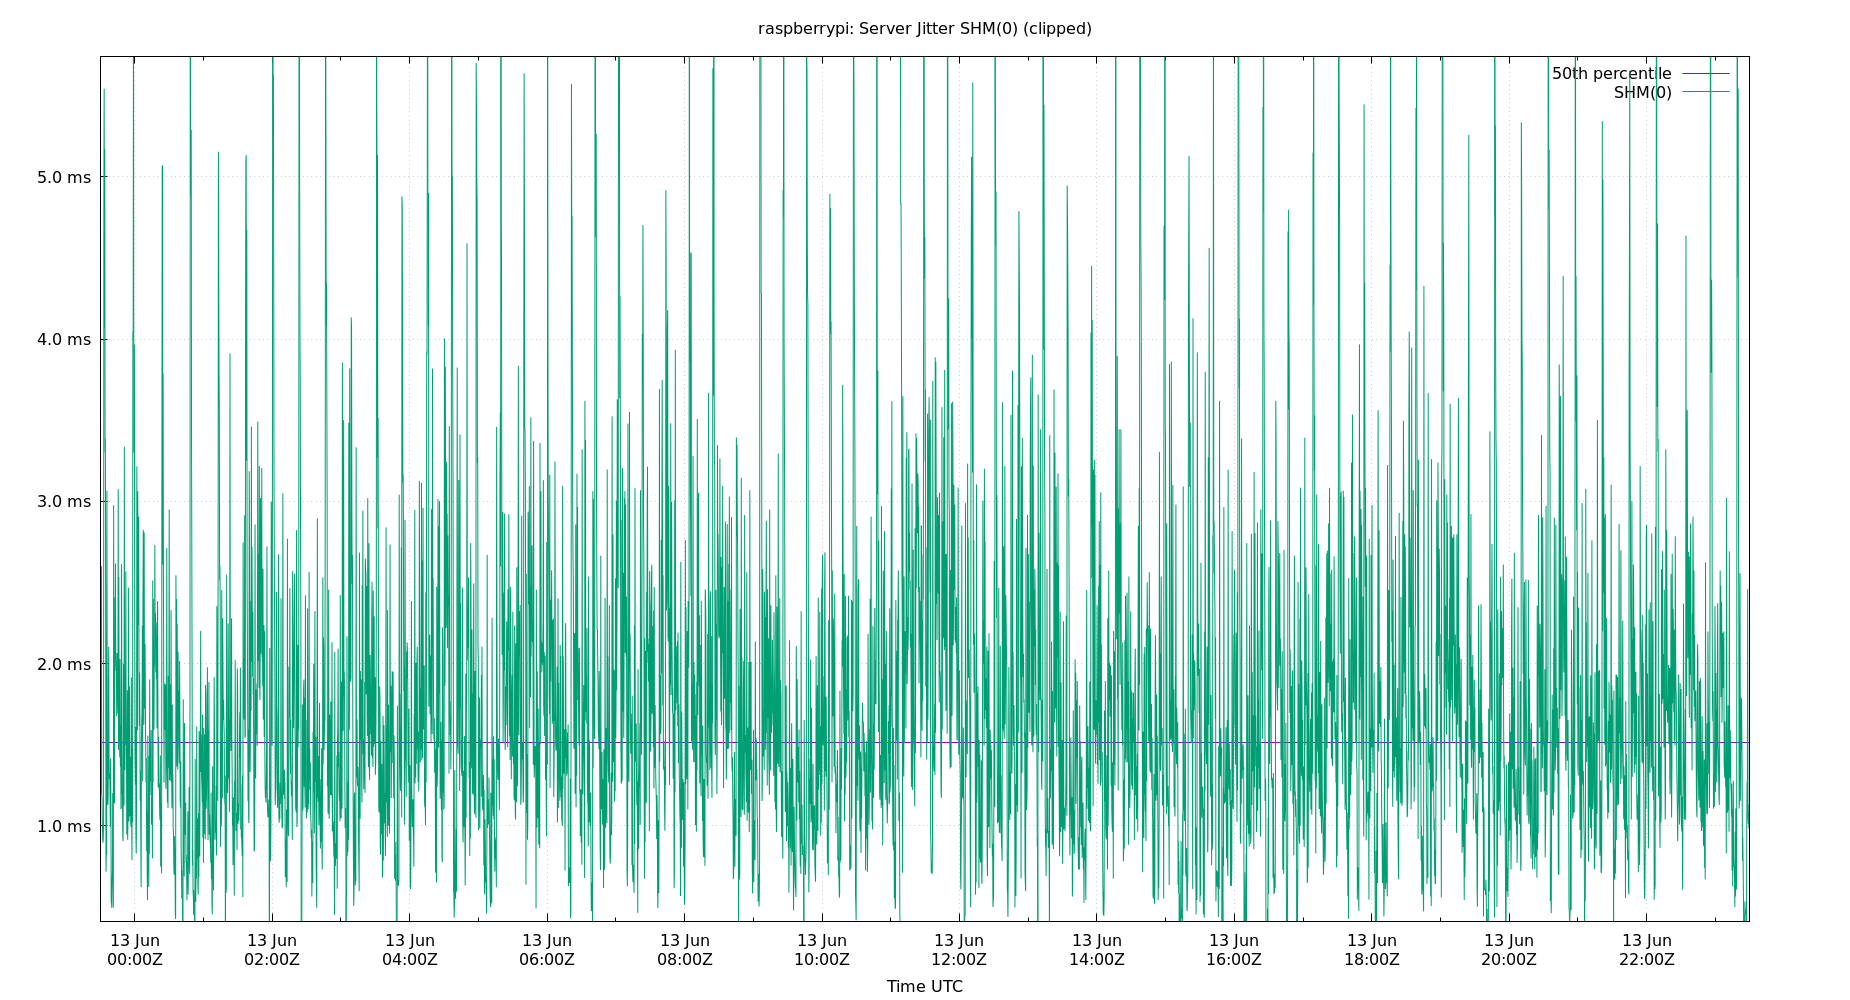 raspberrypi: Server Jitter SHM(0) (clipped)
50th percentile
SHM(0)
5.0 ms
4.0 ms
3.0 ms
2.0 ms
1.0 ms
13 Jun 13 Jun 13 Jun 13 Jun 13 Jun 13 Jun 13 Jun 13 Jun 13 Jun 13 Jun 13 Jun 13 Jun
00:00Z 02:00Z 04:00Z 06:00Z 08:00Z 10:00Z 12:00Z 14:00Z 16:00Z 18:00Z 20:00Z 22:00Z
Time UTC